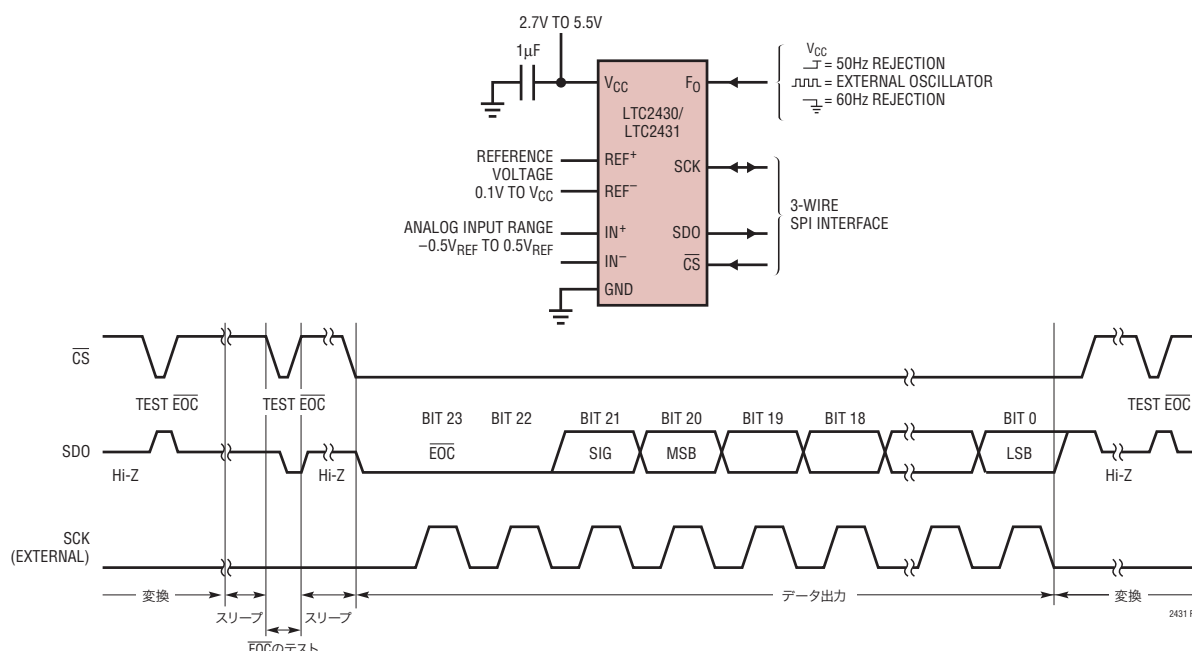 2.7V TO 5.5V
1µF
VCC
FO
LTC2430/
LTC2431
REF+
SCK
REF–
IN+
SDO
IN–
CS
GND
REFERENCE
VOLTAGE
0.1V TO VCC
ANALOG INPUT RANGE
–0.5VREF TO 0.5VREF
VCC
= 50Hz REJECTION
= EXTERNAL OSCILLATOR
= 60Hz REJECTION
3-WIRE
SPI INTERFACE
CS
TEST EOC
TEST EOC
TEST EOC
BIT 23
BIT 22
BIT 21
BIT 20
BIT 19
BIT 18
BIT 0
SDO
EOC
SIG
MSB
LSB
Hi-Z
Hi-Z
Hi-Z
SCK
(EXTERNAL)
変換
スリープ
スリープ
データ出力
変換
EOCのテスト
2431 F